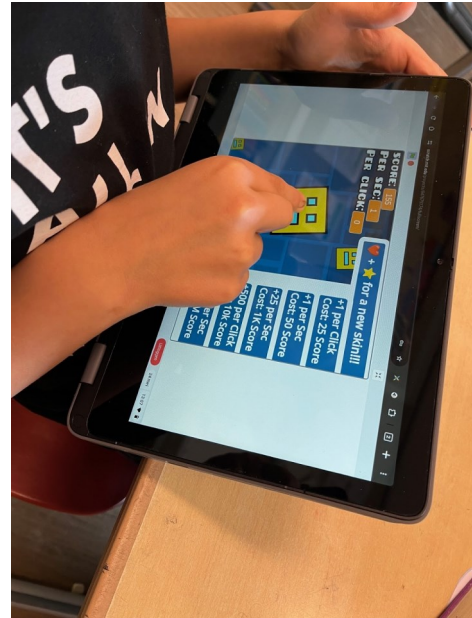 IT'S
SCORE: 155
PER SEC: 1
PER CLICK: 0
❤️ + ⭐ for a new skin!!!
+1 per Click
Cost: 25 Score
+1 per Sec
Cost: 50 Score
+25 per Sec
Cost: 1K Score
+500 per Click
10K Score
per Sec
M Score